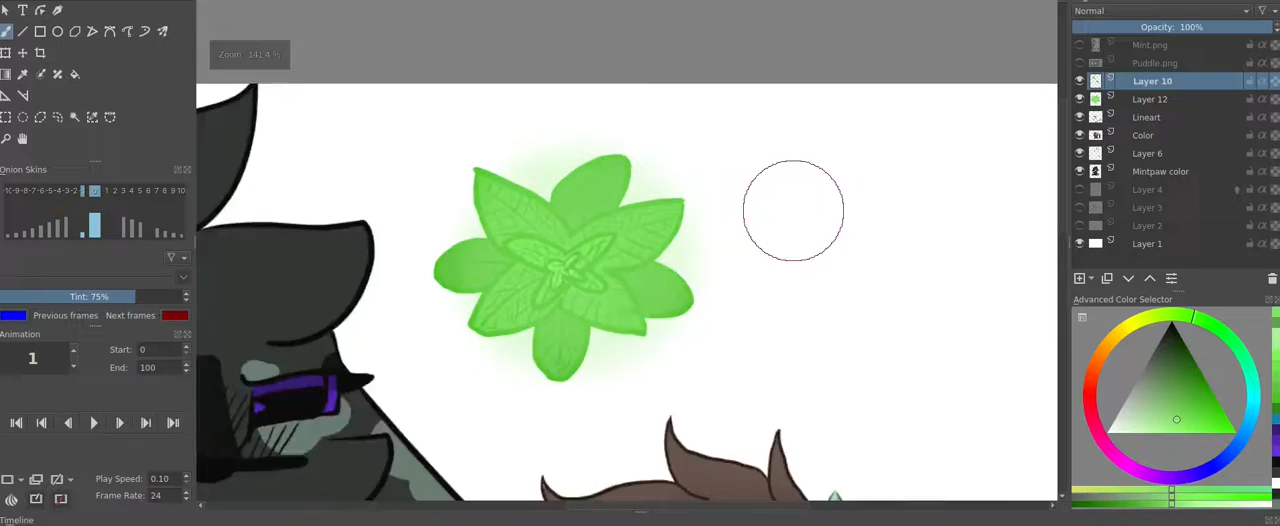 Zoom: 141.4 %
Onion Skins
-10-9-8-7-6-5-4-3-2-1 0 1 2 3 4 5 6 7 8 9 10
Tint: 75%
Previous frames Next frames
Animation
1
Start: 0
End: 100
Play Speed: 0.10
Frame Rate: 24
Timeline
Normal
Opacity: 100%
Mint.png
Puddle.png
Layer 10
Layer 12
Lineart
Color
Layer 6
Mintpaw color
Layer 4
Layer 3
Layer 2
Layer 1
Advanced Color Selector